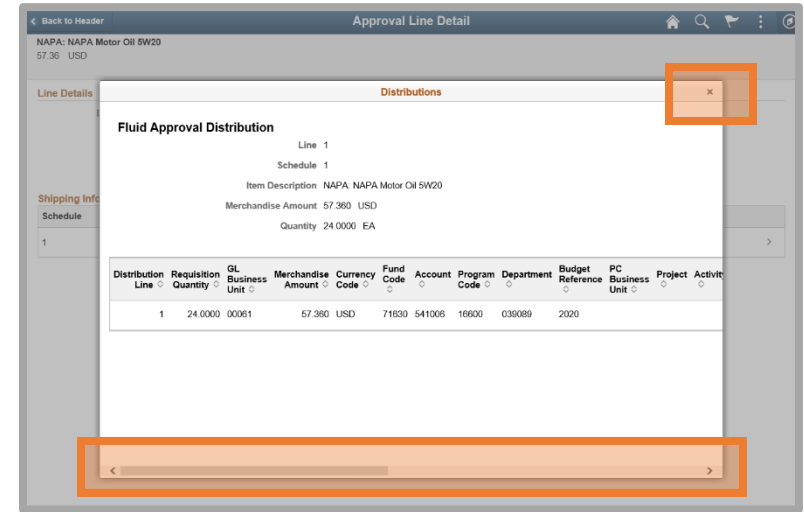 Back to Header
Approval Line Detail
NAPA: NAPA Motor Oil 5W20
57.36 USD
Line Details
Distributions
×
Fluid Approval Distribution
Line 1
Schedule 1
Item Description NAPA: NAPA Motor Oil 5W20
Merchandise Amount 57.360 USD
Quantity 24.0000 EA
Shipping Info
Schedule
1
Distribution Line Requisition Quantity GL Business Unit Merchandise Amount Currency Code Fund Code Account Program Code Department Budget Reference PC Business Unit Project Activity
1 24.0000 00061 57.360 USD 71630 541006 16600 039089 2020